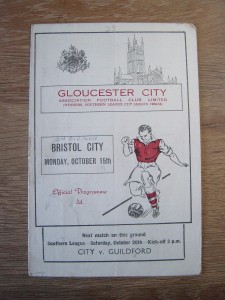 GLOUCESTER CITY
ASSOCIATION FOOTBALL CLUB LIMITED
BRISTOL CITY
MONDAY, OCTOBER 15th
Official Programme
Next match on this ground
Southern League - Saturday, October 20th - Kick-off 3 p.m.
CITY v. GUILDFORD